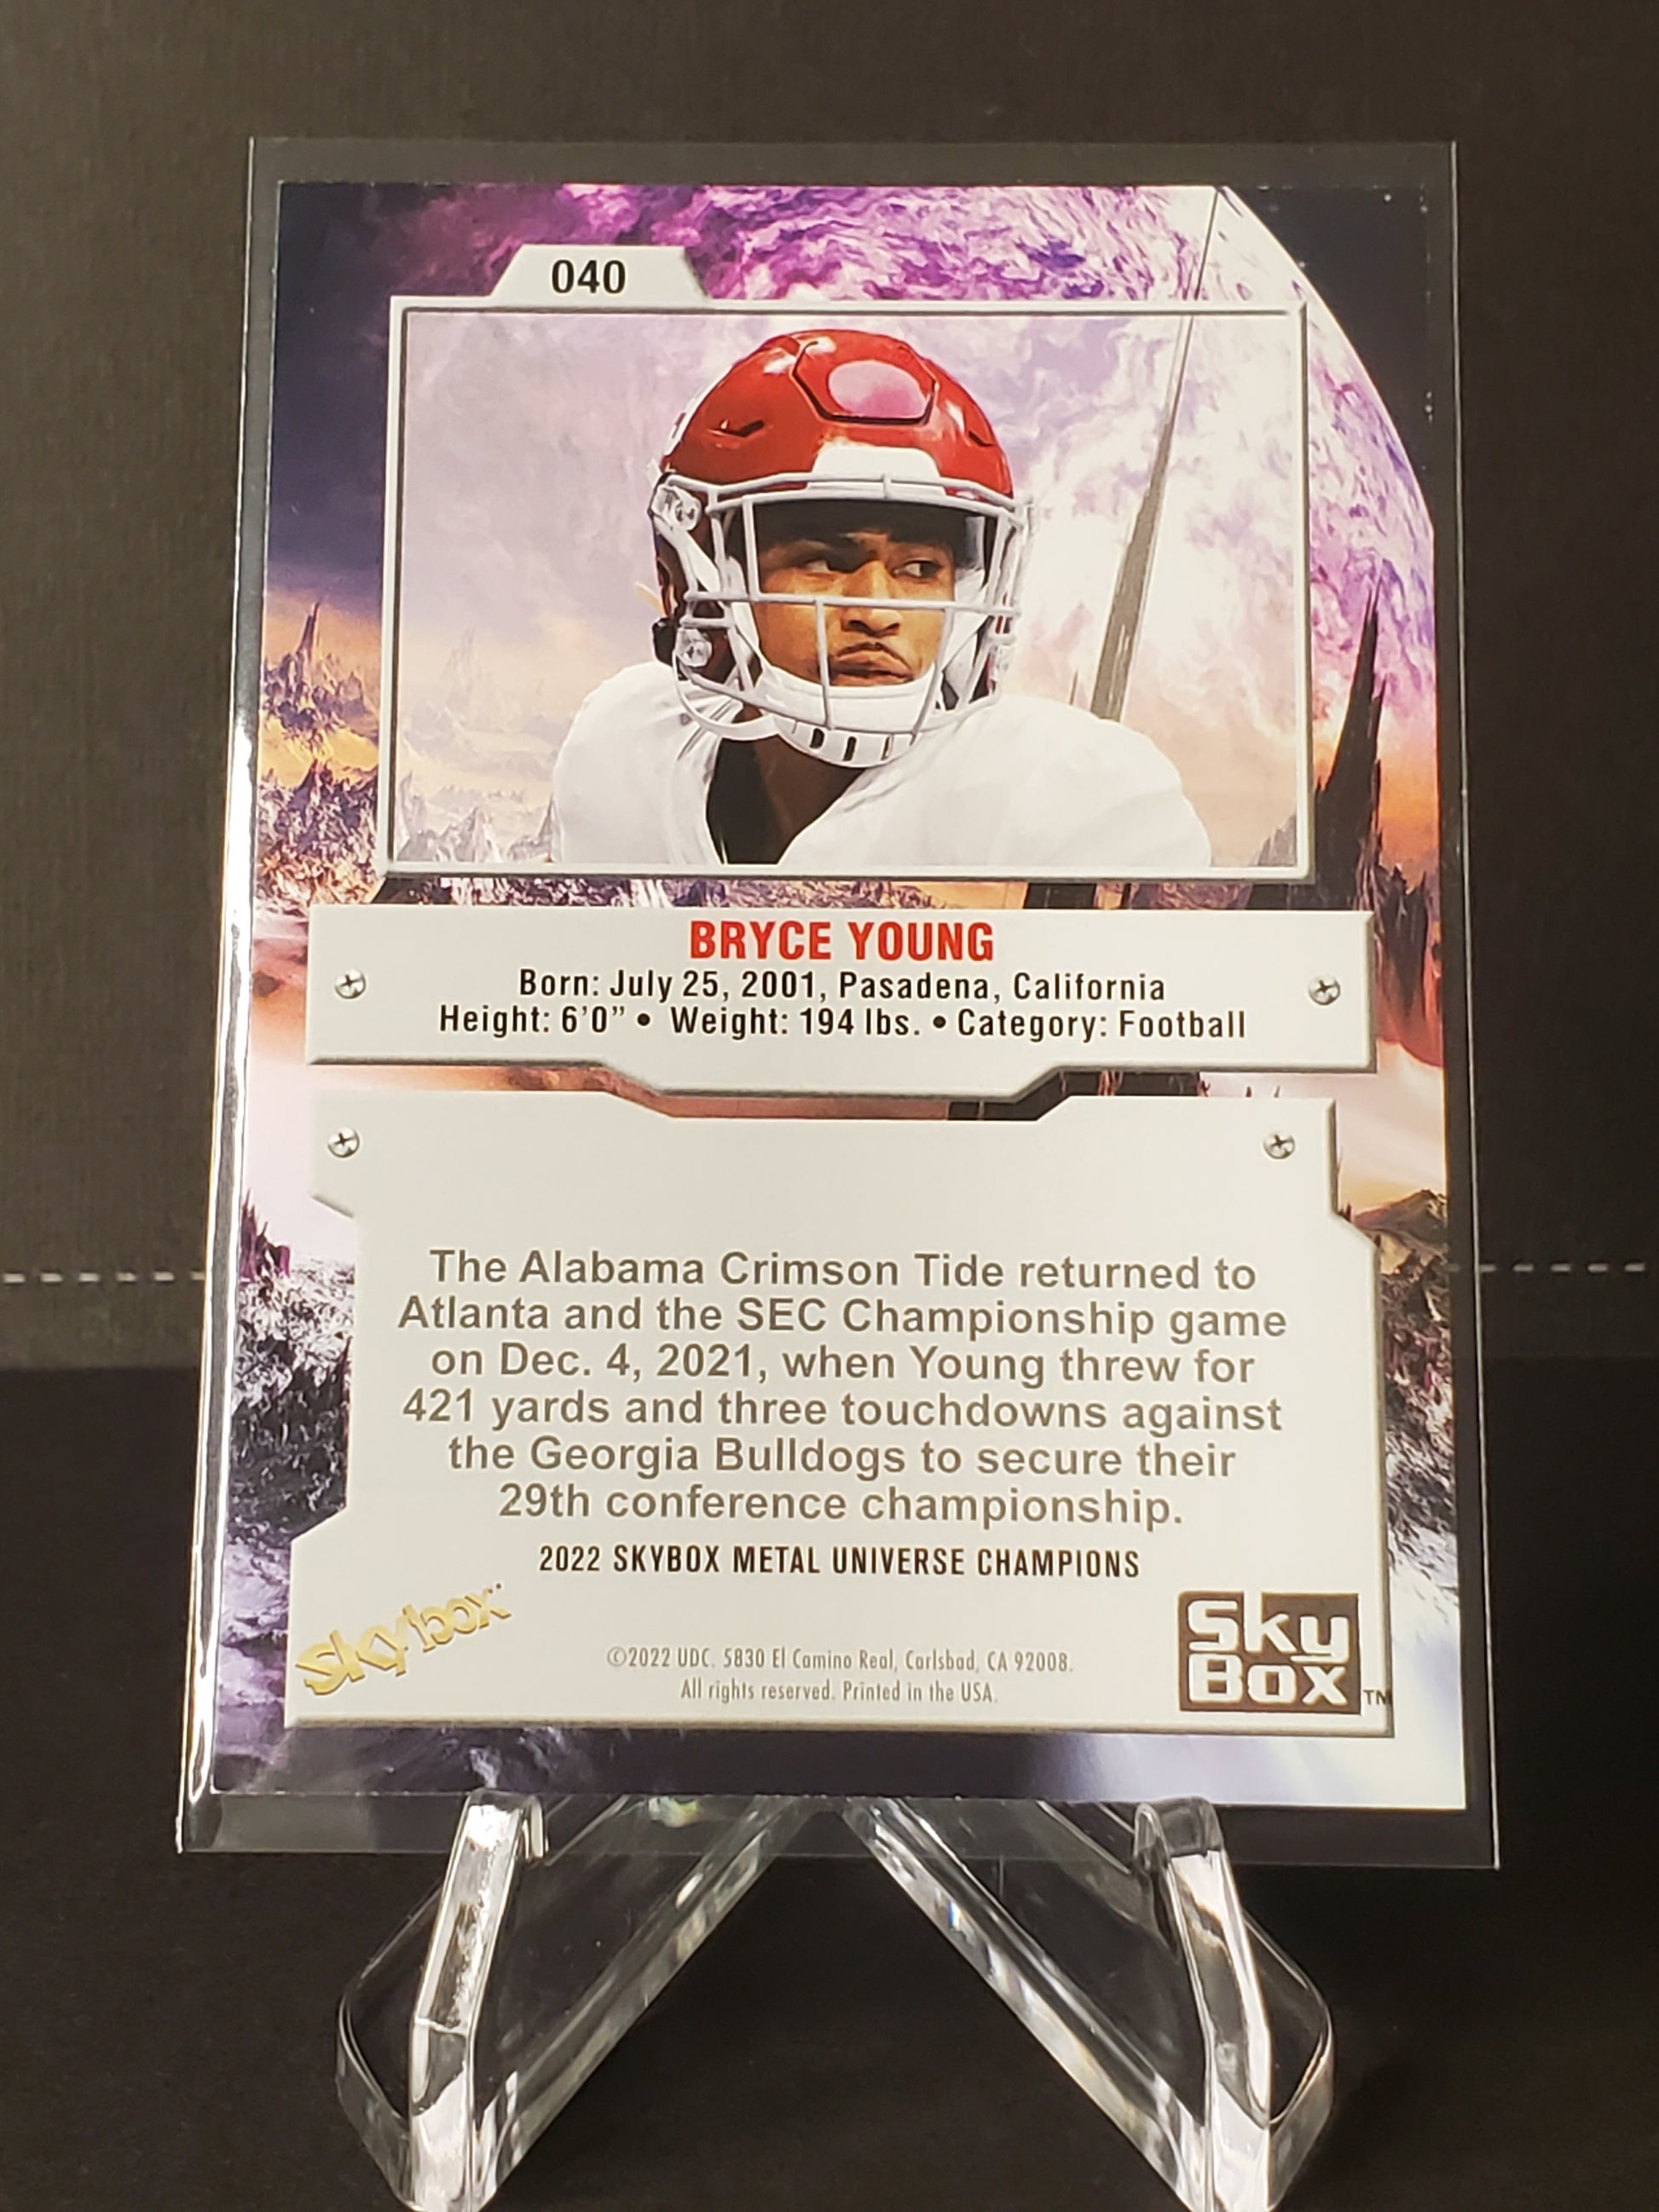 040
BRYCE YOUNG
Born: July 25, 2001, Pasadena, California
Height: 6'0" • Weight: 194 lbs. • Category: Football
The Alabama Crimson Tide returned to
Atlanta and the SEC Championship game
on Dec. 4, 2021, when Young threw for
421 yards and three touchdowns against
the Georgia Bulldogs to secure their
29th conference championship.
2022 SKYBOX METAL UNIVERSE CHAMPIONS
skybox
©2022 UDC. 5830 El Camino Real, Carlsbad, CA 92008.
All rights reserved. Printed in the USA.
Sky
Box TM